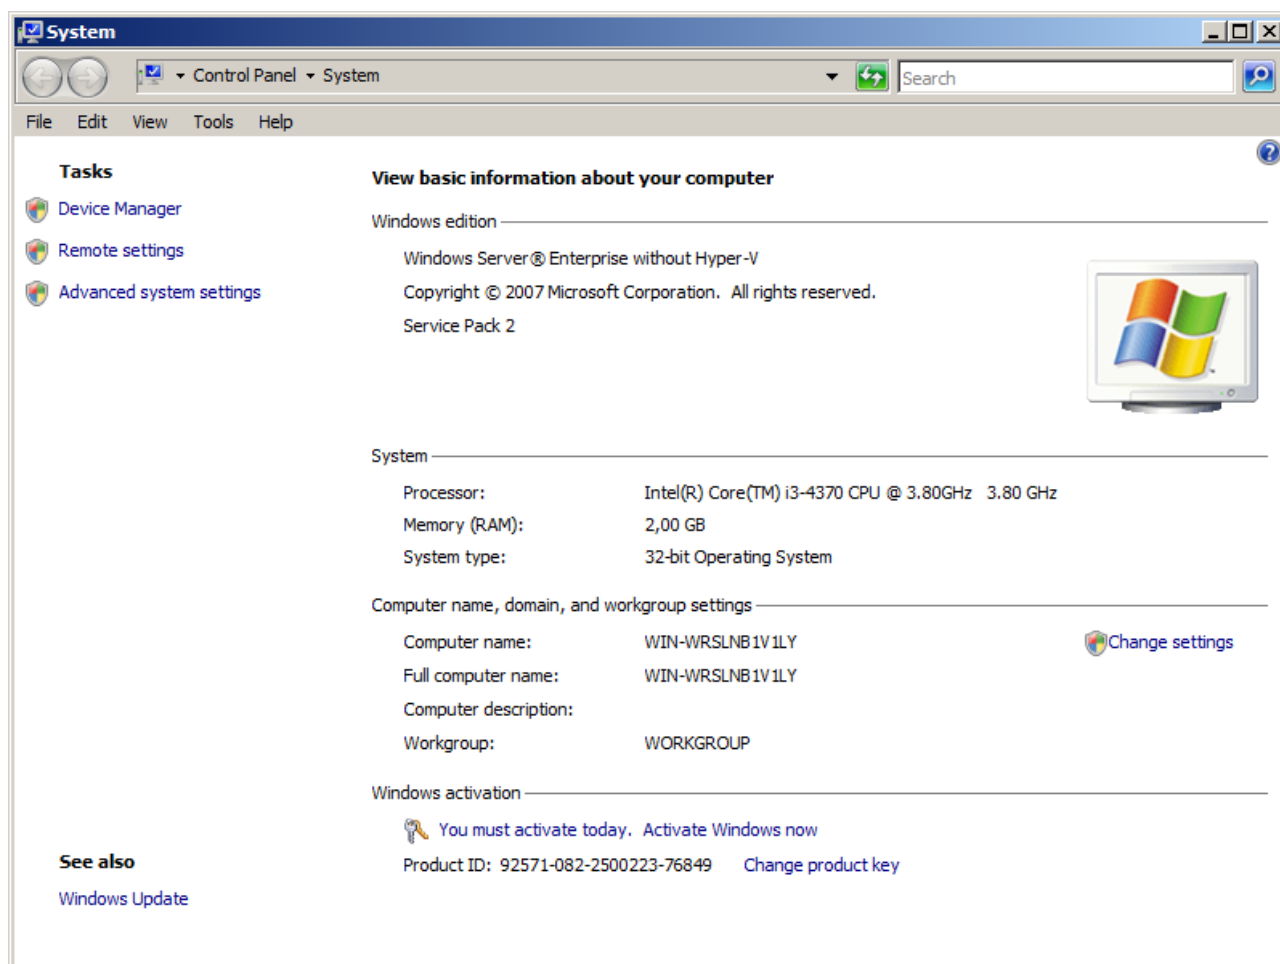 System
Control Panel System
Search
File Edit View Tools Help
Tasks
Device Manager
Remote settings
Advanced system settings
See also
Windows Update
View basic information about your computer
Windows edition
Windows Server® Enterprise without Hyper-V
Copyright © 2007 Microsoft Corporation. All rights reserved.
Service Pack 2
System
Processor: Intel(R) Core(TM) i3-4370 CPU @ 3.80GHz 3.80 GHz
Memory (RAM): 2,00 GB
System type: 32-bit Operating System
Computer name, domain, and workgroup settings
Computer name: WIN-WRSLNB1V1LY Change settings
Full computer name: WIN-WRSLNB1V1LY
Computer description:
Workgroup: WORKGROUP
Windows activation
You must activate today. Activate Windows now
Product ID: 92571-082-2500223-76849 Change product key